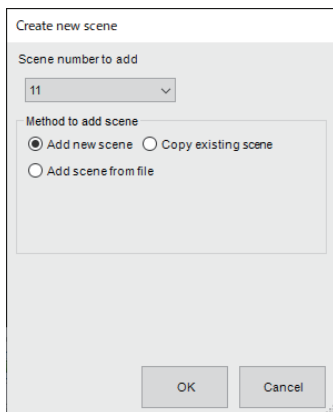 Create new scene
Scene number to add
11
Method to add scene
Add new scene Copy existing scene
Add scene from file
OK Cancel